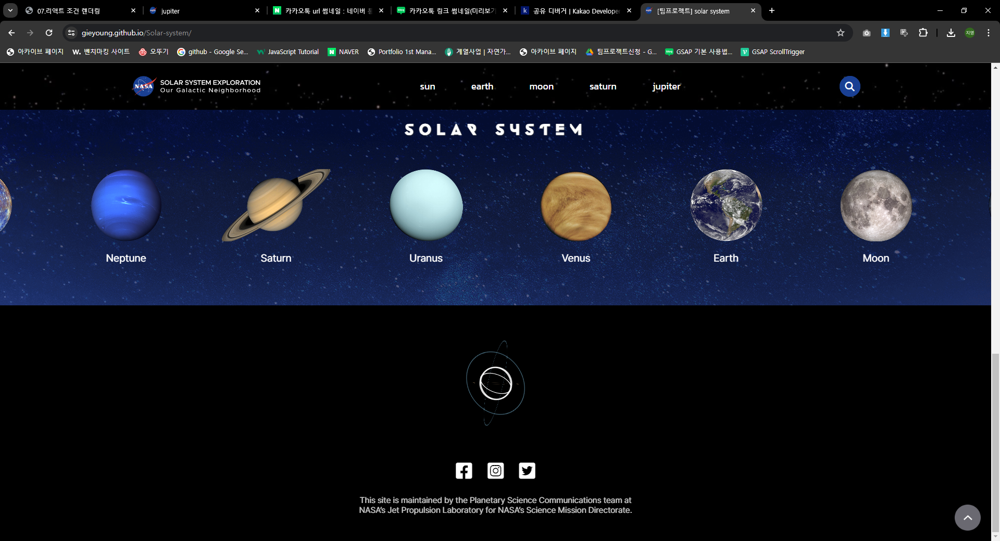 07.리액트 조건 렌더링
jupiter
카카오톡 url 썸네일 : 네이버
카카오톡 링크 썸네일(미리보기
공유 디버거 | Kakao Developer
[팀프로젝트] solar system
gieyoung.github.io/Solar-system/
지영
아카이브 페이지
W. 벤치마킹 사이트
오뚜기
github - Google Se...
JavaScript Tutorial
N NAVER
Portfolio 1st Mana...
계열사업 | 자연가...
아카이브 페이지
팀프로젝트신청 - G...
blog GSAP 기본 사용법...
V GSAP ScrollTrigger
NASA
SOLAR SYSTEM EXPLORATION
Our Galactic Neighborhood
sun
earth
moon
saturn
jupiter
SOLAR SYSTEM
Neptune
Saturn
Uranus
Venus
Earth
Moon
This site is maintained by the Planetary Science Communications team at
NASA's Jet Propulsion Laboratory for NASA's Science Mission Directorate.